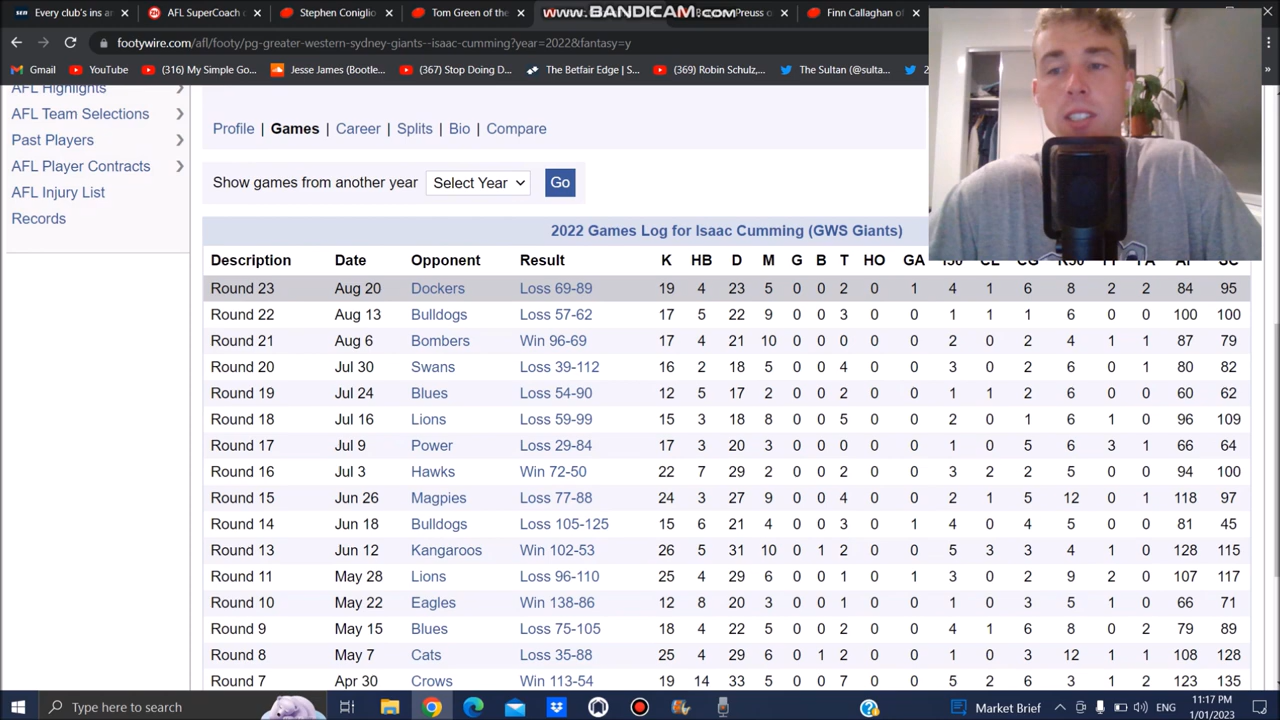 Every club's ins an
AFL SuperCoach o
Stephen Coniglio
Tom Green of the
WWW.BANDICAM.COM
Preuss o
Finn Callaghan of
footywire.com/afl/footy/pg-greater-western-sydney-giants--isaac-cumming?year=2022&fantasy=y
Gmail YouTube (316) My Simple Go... Jesse James (Botle... (367) Stop Doing D... The Betfair Edge | S... (369) Robin Schulz,... The Sultan (@sulta...
AFL Highlights
AFL Team Selections
Past Players
AFL Player Contracts
AFL Injury List
Records
Profile | Games | Career | Splits | Bio | Compare
Show games from another year Select Year Go
2022 Games Log for Isaac Cumming (GWS Giants)
Description Date Opponent Result K HB D M G B T HO GA
Round 23 Aug 20 Dockers Loss 69-89 19 4 23 5 0 0 2 0 1 4 1 6 8 2 2 84 95
Round 22 Aug 13 Bulldogs Loss 57-62 17 5 22 9 0 0 3 0 0 1 1 1 6 0 0 100 100
Round 21 Aug 6 Bombers Win 96-69 17 4 21 10 0 0 0 0 0 2 0 2 4 1 1 87 79
Round 20 Jul 30 Swans Loss 39-112 16 2 18 5 0 0 4 0 0 3 0 2 6 0 1 80 82
Round 19 Jul 24 Blues Loss 54-90 12 5 17 2 0 0 2 0 0 1 1 2 6 0 0 60 62
Round 18 Jul 16 Lions Loss 59-99 15 3 18 8 0 0 5 0 0 2 0 1 6 1 0 96 109
Round 17 Jul 9 Power Loss 29-84 17 3 20 3 0 0 0 0 0 1 0 5 6 3 1 66 64
Round 16 Jul 3 Hawks Win 72-50 22 7 29 2 0 0 2 0 0 3 2 2 5 0 0 94 100
Round 15 Jun 26 Magpies Loss 77-88 24 3 27 9 0 0 4 0 0 2 1 5 12 0 1 118 97
Round 14 Jun 18 Bulldogs Loss 105-125 15 6 21 4 0 0 3 0 1 4 0 4 5 0 0 81 45
Round 13 Jun 12 Kangaroos Win 102-53 26 5 31 10 0 1 2 0 0 5 3 3 4 1 0 128 115
Round 11 May 28 Lions Loss 96-110 25 4 29 6 0 0 1 0 1 3 0 2 9 2 0 107 117
Round 10 May 22 Eagles Win 138-86 12 8 20 3 0 0 1 0 0 1 0 3 5 1 0 66 71
Round 9 May 15 Blues Loss 75-105 18 4 22 5 0 0 2 0 0 4 1 6 8 0 2 79 89
Round 8 May 7 Cats Loss 35-88 25 4 29 6 0 1 2 0 0 1 0 3 12 1 1 108 128
Round 7 Apr 30 Crows Win 113-54 19 14 33 5 0 0 7 0 0 5 2 6 3 1 2 123 135
Type here to search
Market Brief ENG 11:17 PM
1/01/2023